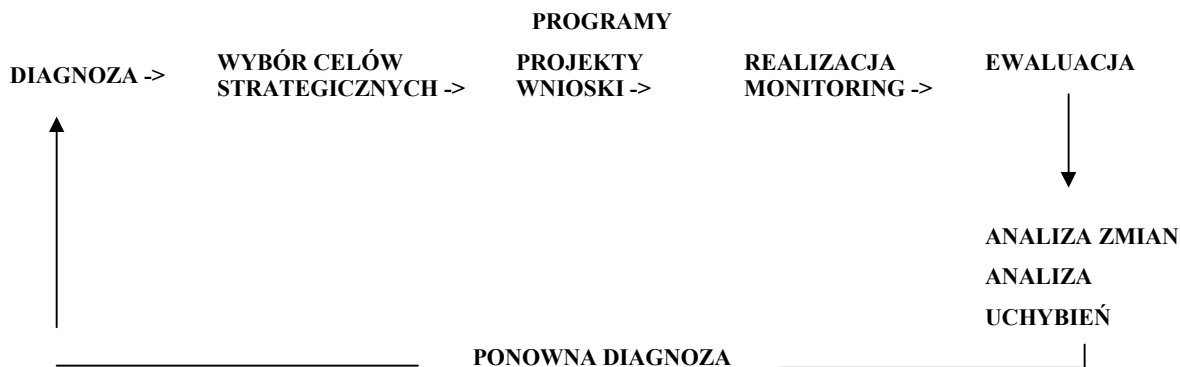 PROGRAMY
DIAGNOZA ->
WYBÓR CELÓW
STRATEGICZNYCH ->
PROJEKTY
WNIOSKI ->
REALIZACJA
MONITORING ->
EWALUACJA
ANALIZA ZMIAN
ANALIZA
UCHYBIEŃ
PONOWNA DIAGNOZA